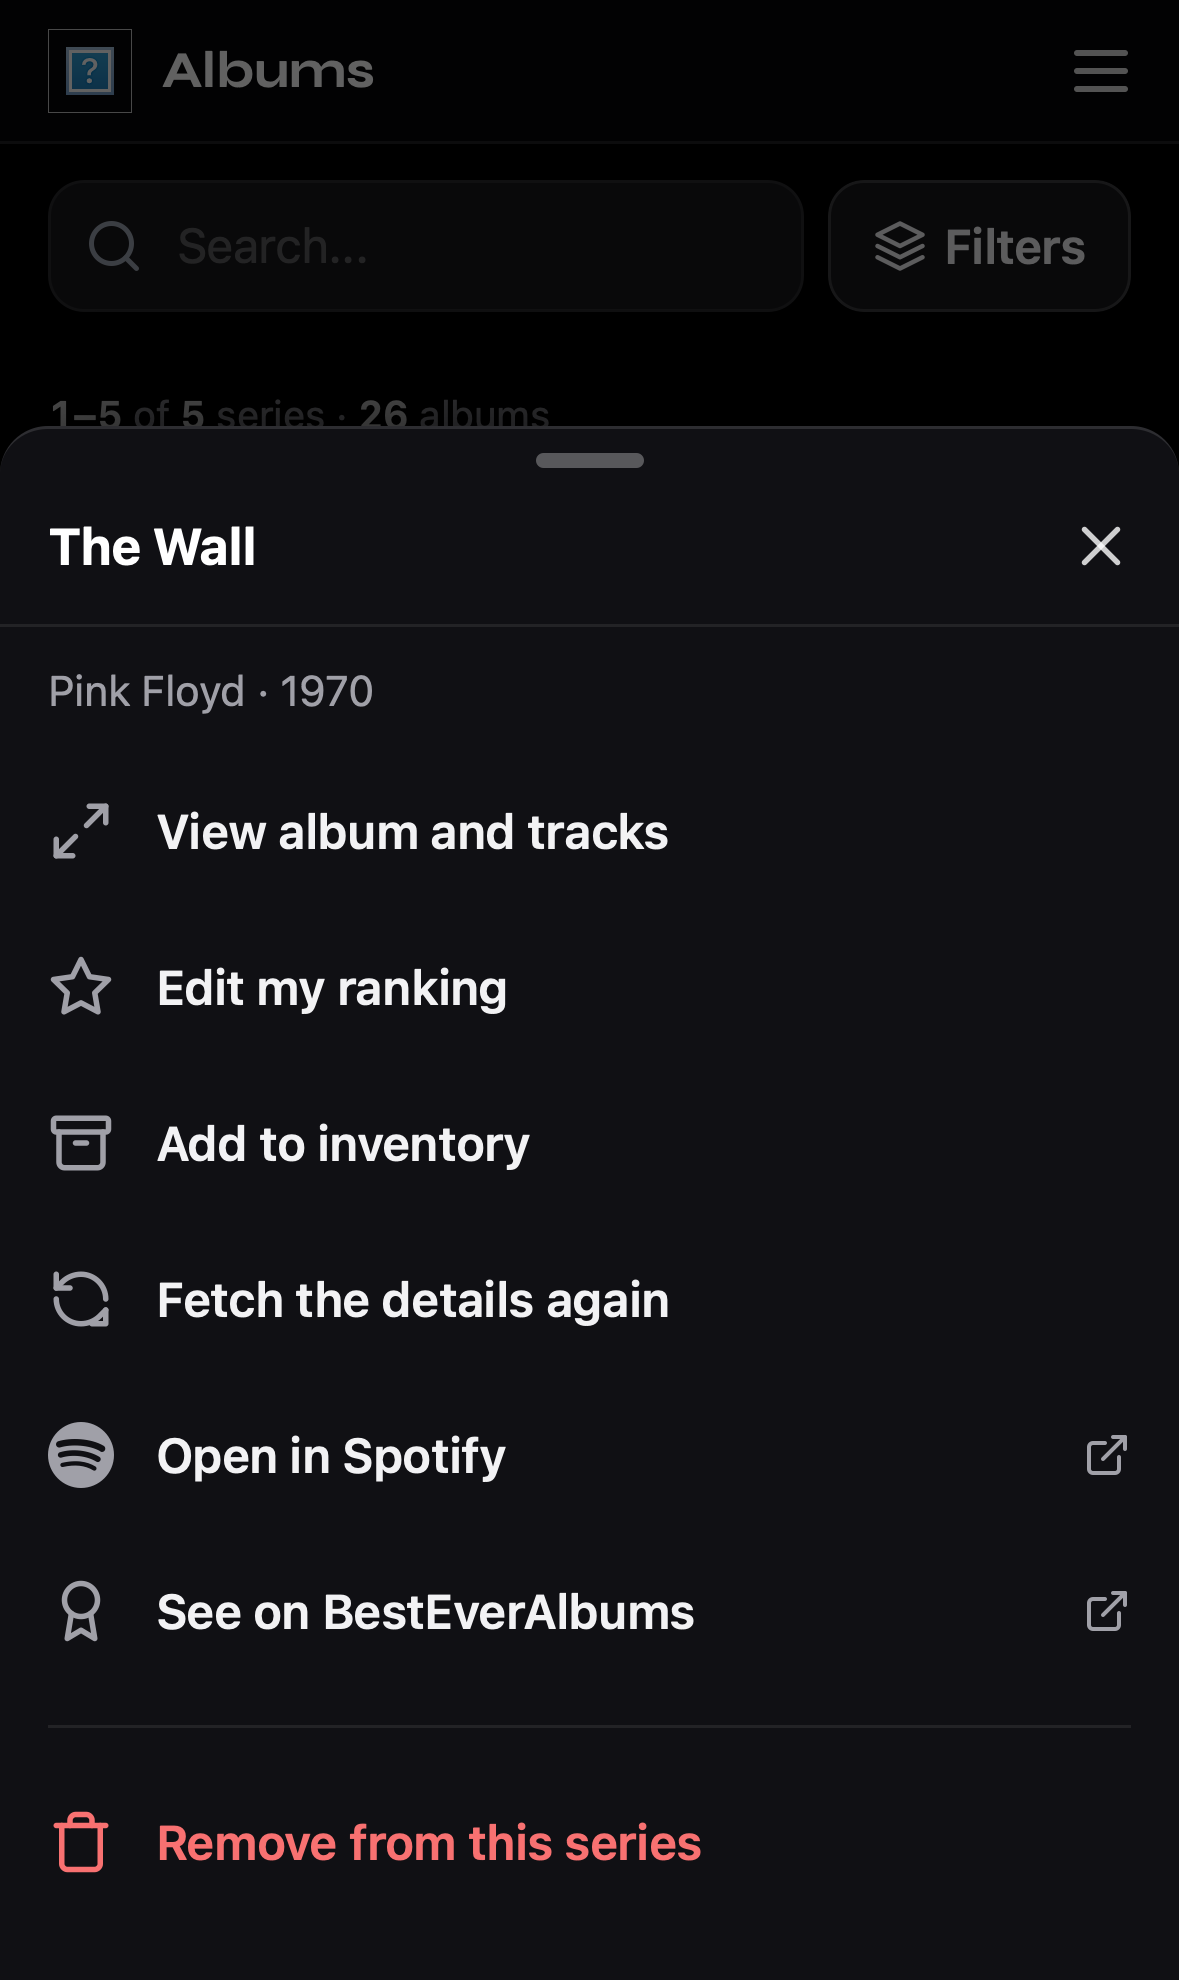 Albums
Search...
Filters
1–5 of 5 series · 26 albums
The Wall
Pink Floyd · 1970
View album and tracks
Edit my ranking
Add to inventory
Fetch the details again
Open in Spotify
See on BestEverAlbums
Remove from this series